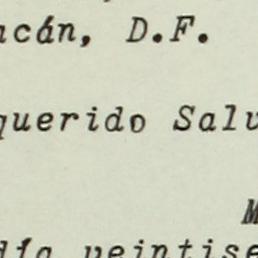 acán, D.F.
querido Salv
M
día veintise